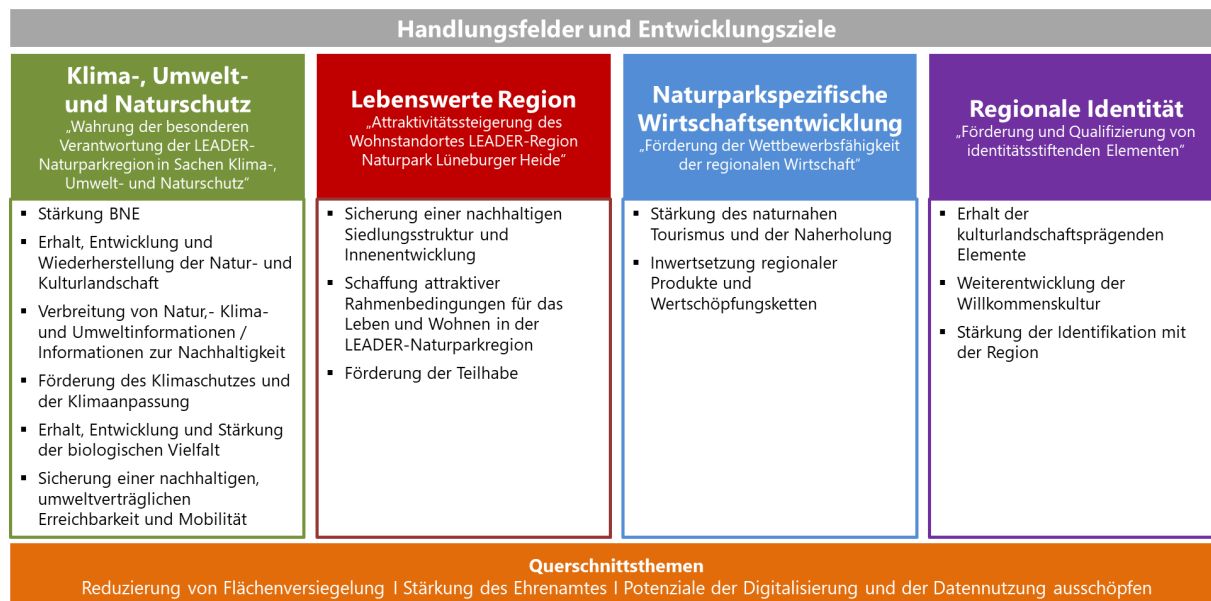 Handlungsfelder und Entwicklungsziele
Klima-, Umwelt-
und Naturschutz
„Wahrung der besonderen
Verantwortung der LEADER-
Naturparkregion in Sachen Klima-,
Umwelt- und Naturschutz“
▪ Stärkung BNE
▪ Erhalt, Entwicklung und
Wiederherstellung der Natur- und
Kulturlandschaft
▪ Verbreitung von Natur,- Klima-
und Umweltinformationen /
Informationen zur Nachhaltigkeit
▪ Förderung des Klimaschutzes und
der Klimaanpassung
▪ Erhalt, Entwicklung und Stärkung
der biologischen Vielfalt
▪ Sicherung einer nachhaltigen,
umweltverträglichen
Erreichbarkeit und Mobilität
Lebenswerte Region
„Attraktivitätssteigerung des
Wohnstandortes LEADER-Region
Naturpark Lüneburger Heide“
▪ Sicherung einer nachhaltigen
Siedlungsstruktur und
Innenentwicklung
▪ Schaffung attraktiver
Rahmenbedingungen für das
Leben und Wohnen in der
LEADER-Naturparkregion
▪ Förderung der Teilhabe
Naturparkspezifische
Wirtschaftsentwicklung
„Förderung der Wettbewerbsfähigkeit
der regionalen Wirtschaft“
▪ Stärkung des naturnahen
Tourismus und der Naherholung
▪ Inwertsetzung regionaler
Produkte und
Wertschöpfungsketten
Regionale Identität
„Förderung und Qualifizierung von
identitätsstiftenden Elementen“
▪ Erhalt der
kulturlandschaftsprägenden
Elemente
▪ Weiterentwicklung der
Willkommenskultur
▪ Stärkung der Identifikation mit
der Region
Querschnittsthemen
Reduzierung von Flächenversiegelung I Stärkung des Ehrenamtes I Potenziale der Digitalisierung und der Datennutzung ausschöpfen